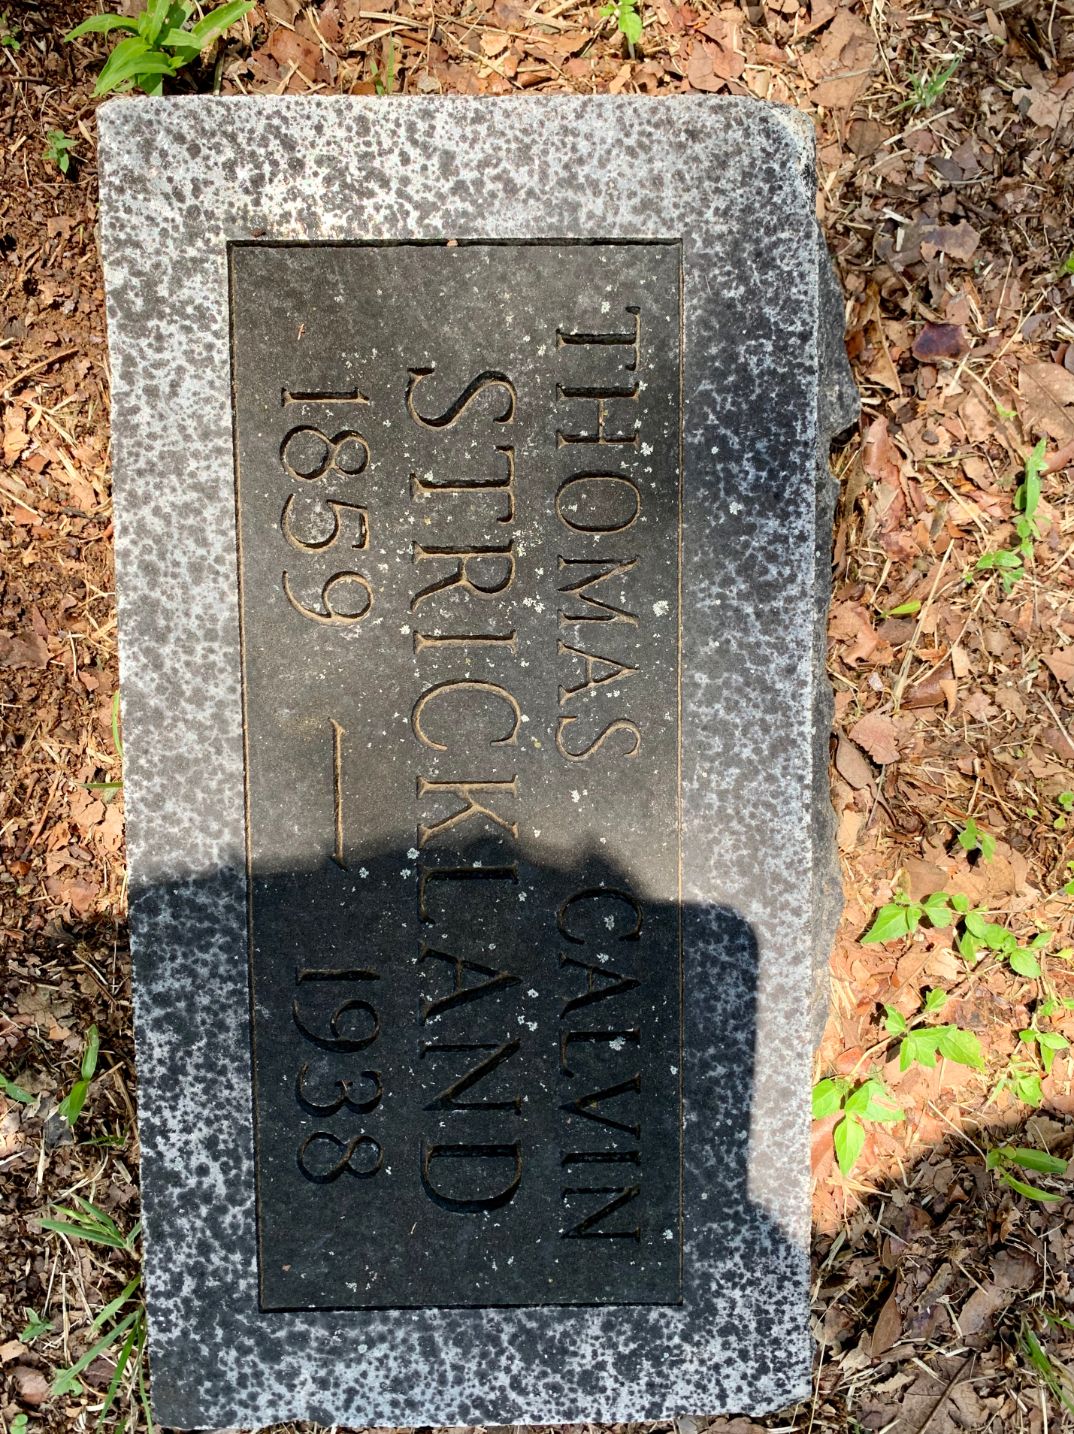 THOMAS CALVIN
STRICKLAND
1859 — 1938